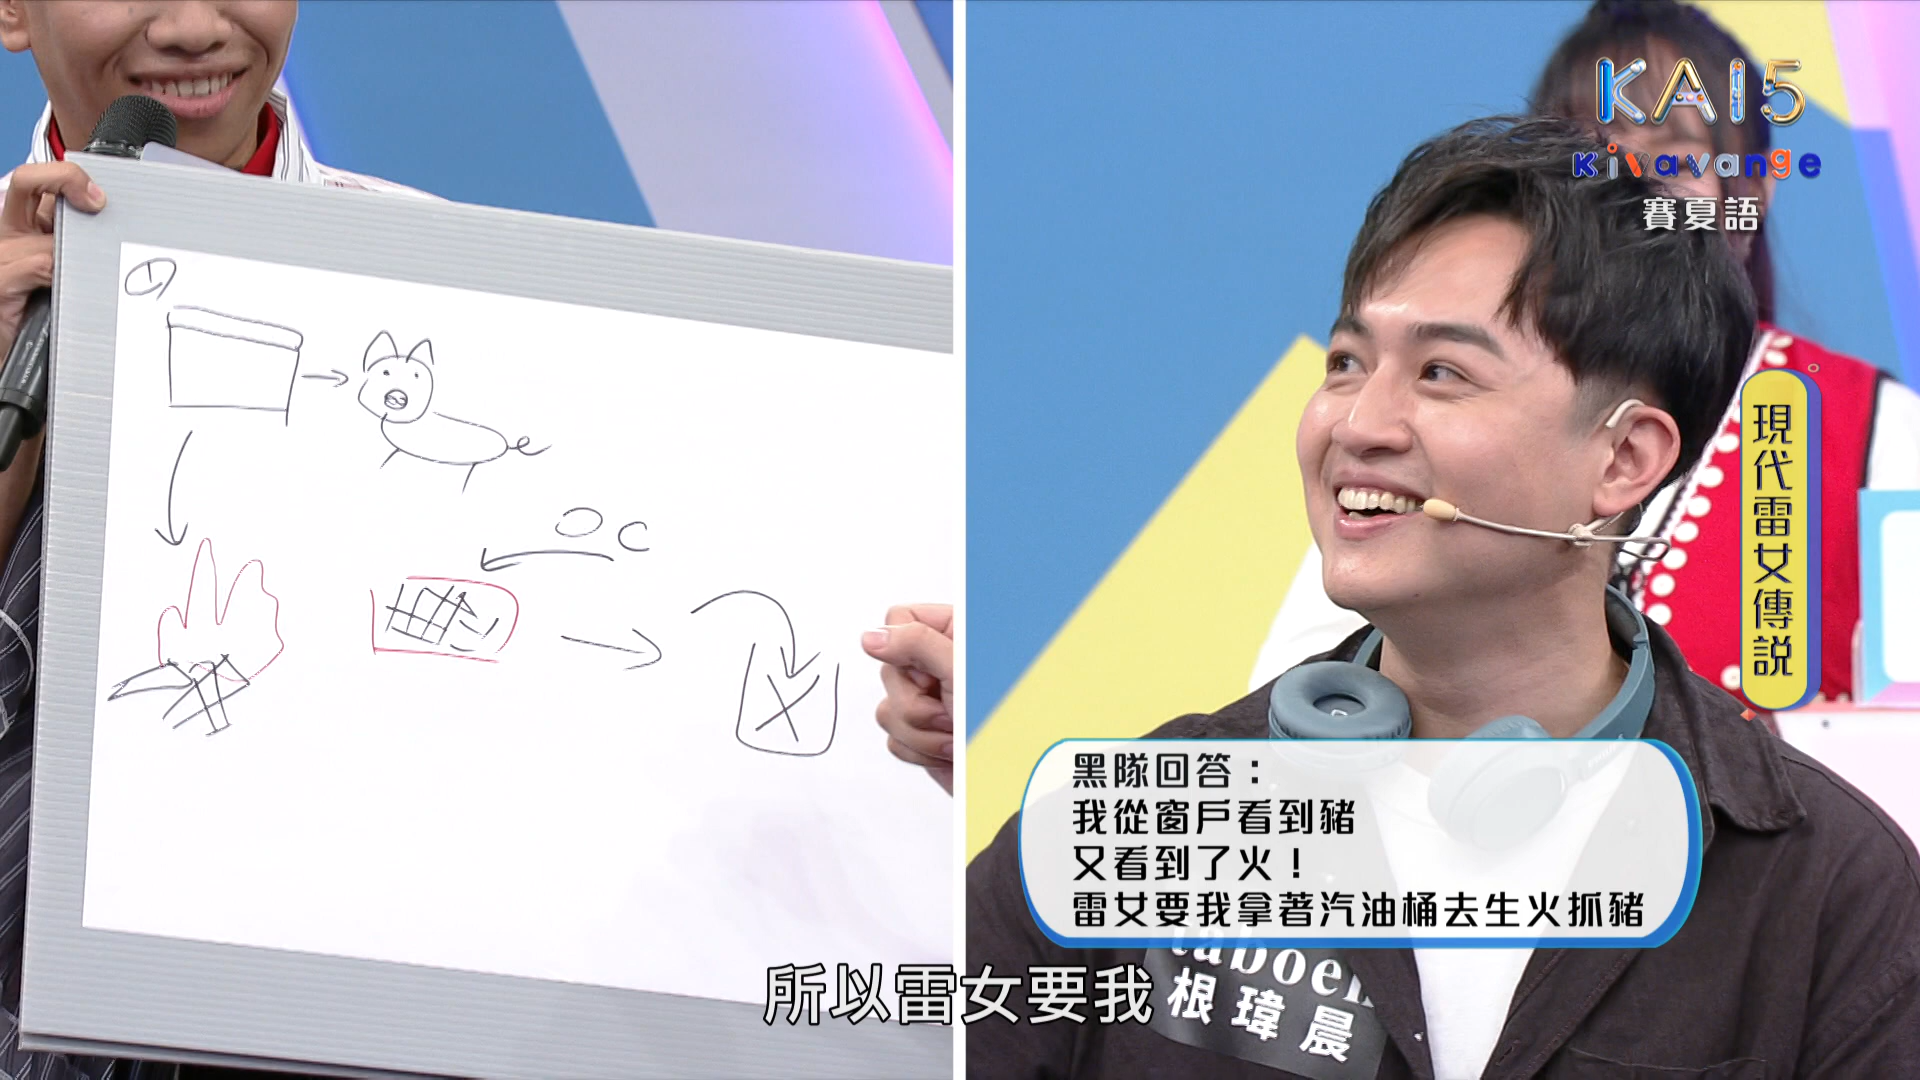 ①
O C
KAI5
Kivavange
賽夏語
現代雷女傳說
黑隊回答：
我從窗戶看到豬
又看到了火！
雷女要我拿著汽油桶去生火抓豬
taboeh
根瑋晨
所以雷女要我